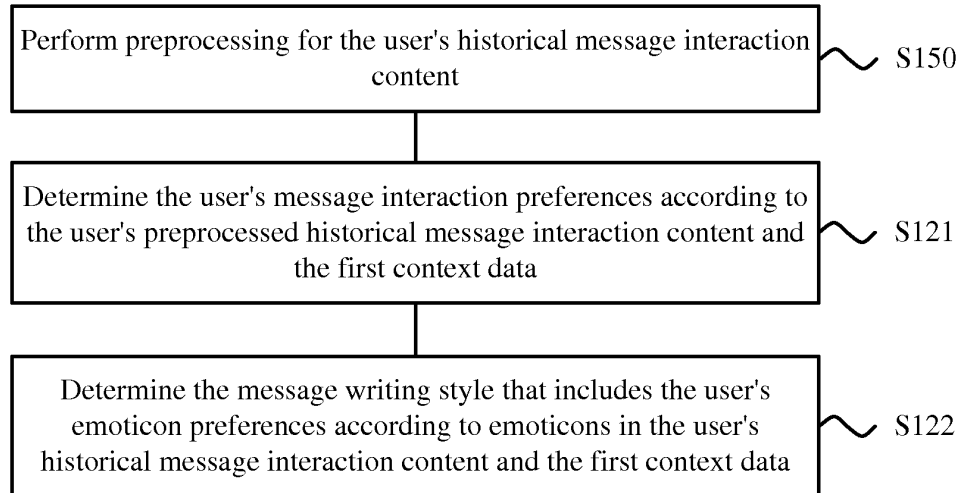 Perform preprocessing for the user's historical message interaction
content
S150
Determine the user's message interaction preferences according to
the user's preprocessed historical message interaction content and
the first context data
S121
Determine the message writing style that includes the user's
emoticon preferences according to emoticons in the user's
historical message interaction content and the first context data
S122